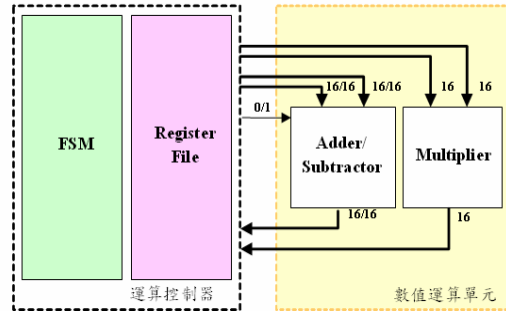 FSM
Register
File
16/16
16/16
16
16
0/1
Adder/
Subtractor
Multiplier
16/16
16
運算控制器
數值運算單元